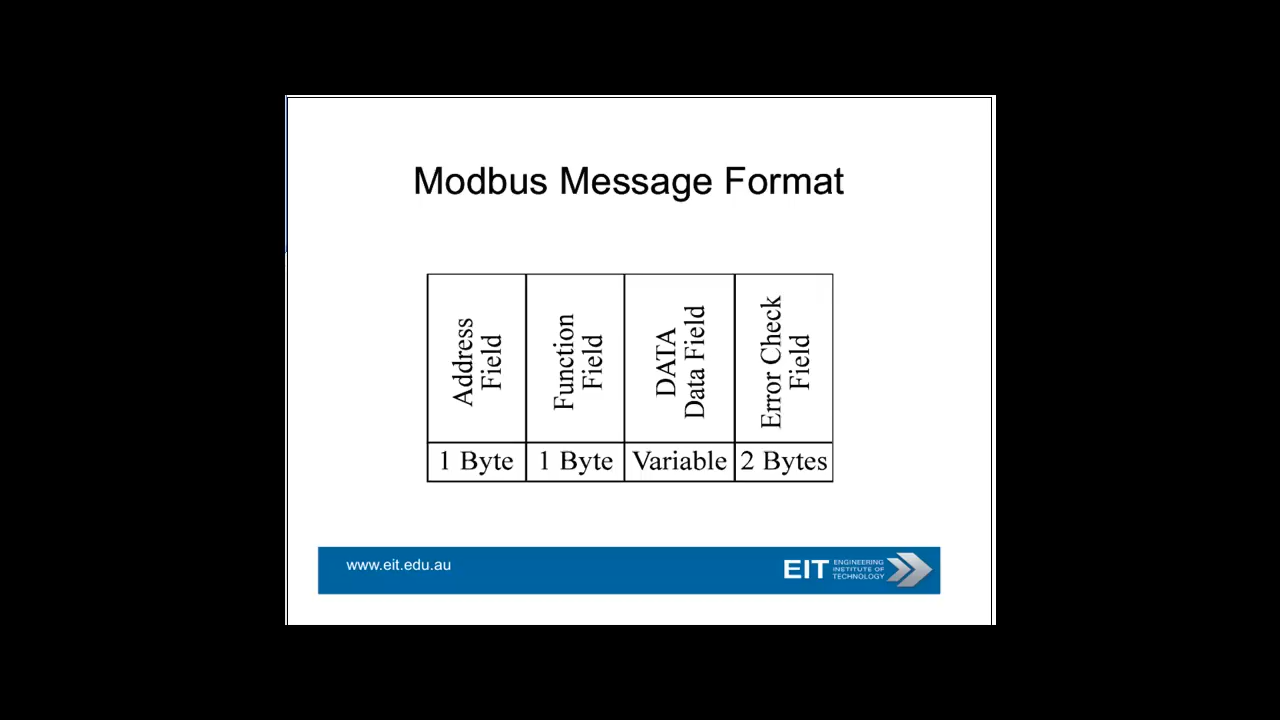 Modbus Message Format
Address
Field
Function
Field
DATA
Data Field
Error Check
Field
1 Byte
1 Byte
Variable
2 Bytes
www.eit.edu.au
EIT
ENGINEERING
INSTITUTE OF
TECHNOLOGY